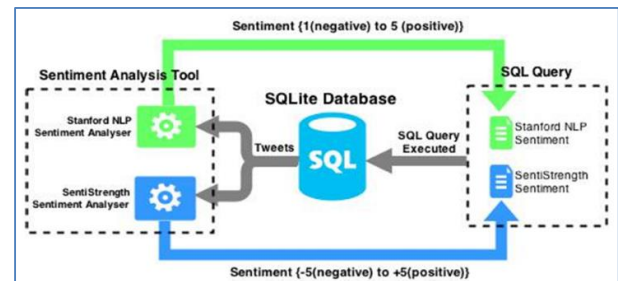 Sentiment {1(negative) to 5 (positive)}
Sentiment Analysis Tool
SQL Query
SQLite Database
Stanford NLP
Sentiment Analyser
Tweets
SQL
SQL Query
Executed
Stanford NLP
Sentiment
SentiStrength
Sentiment Analyser
SentiStrength
Sentiment
Sentiment {-5(negative) to +5(positive)}